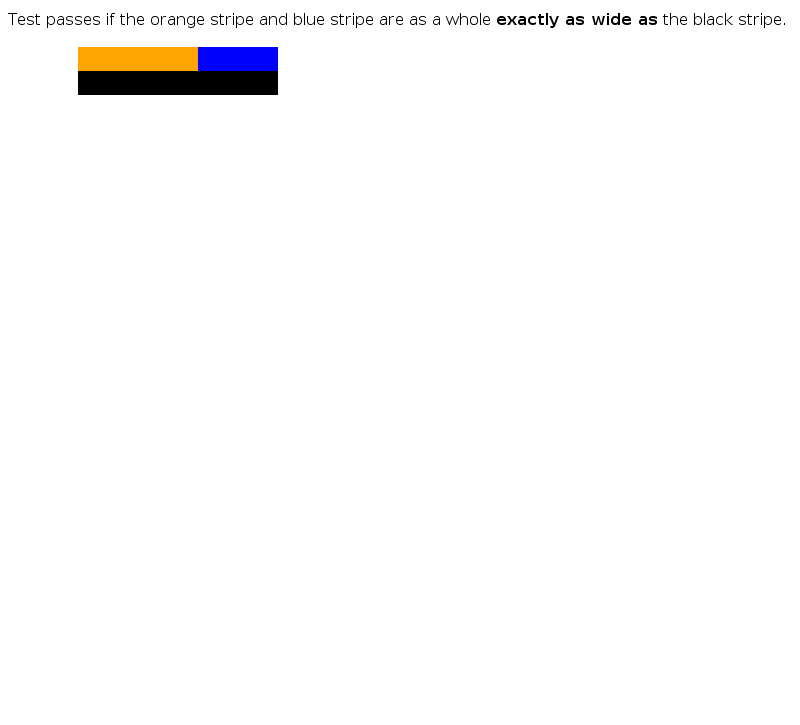 Test passes if the orange stripe and blue stripe are as a whole exactly as wide as the black stripe.